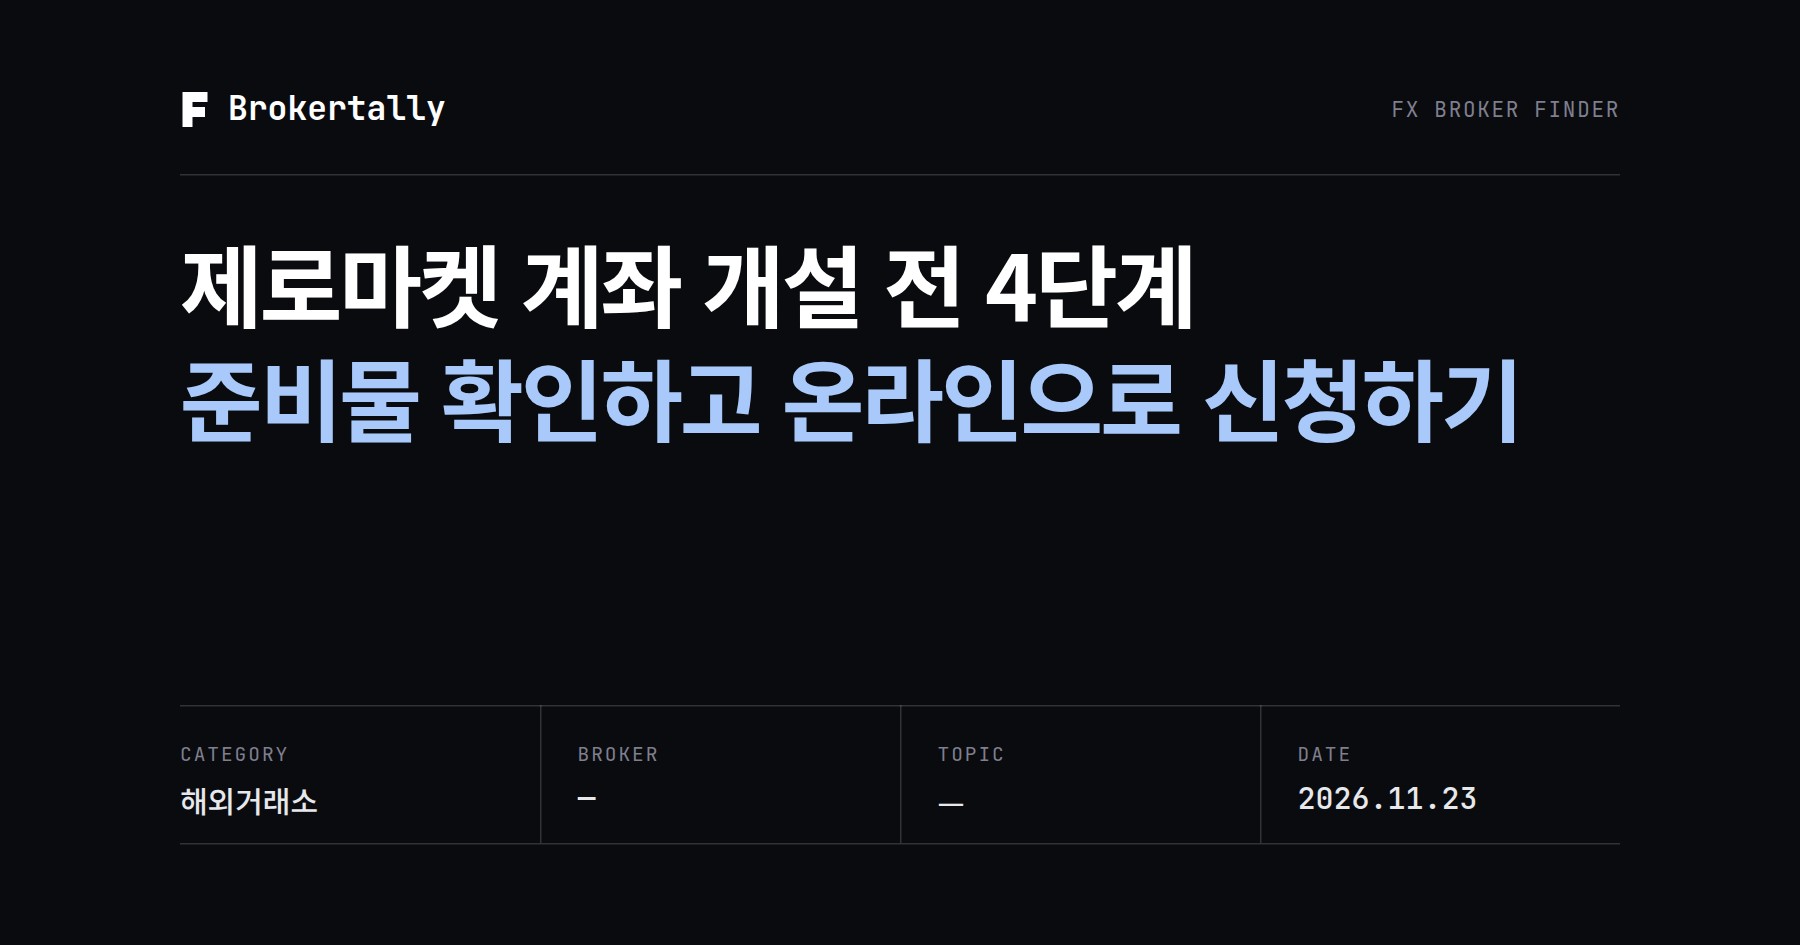 Brokertally
FX BROKER FINDER
제로마켓 계좌 개설 전 4단계
준비물 확인하고 온라인으로 신청하기
CATEGORY
해외거래소
BROKER
—
TOPIC
—
DATE
2026.11.23